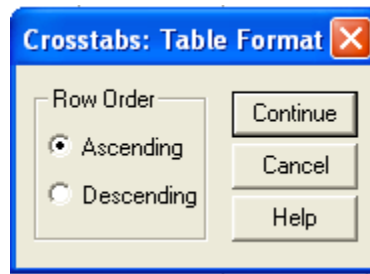 Crosstabs: Table Format
Row Order
Ascending
Descending
Continue
Cancel
Help